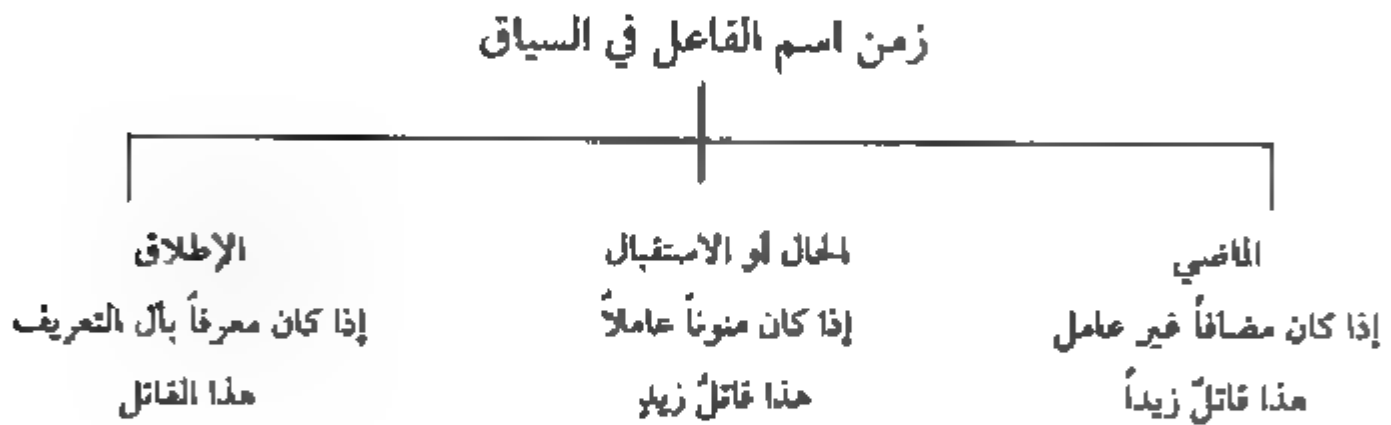 زمن اسم الفاعل في السياق
الماضي
إذا كان مضافاً غير عامل
هذا قاتلٌ زيداً
الحال أو الاستقبال
إذا كان منوناً عاملاً
هذا قاتلُ زيدٍ
الإطلاق
إذا كان معرفاً بأل التعريف
هذا القاتل